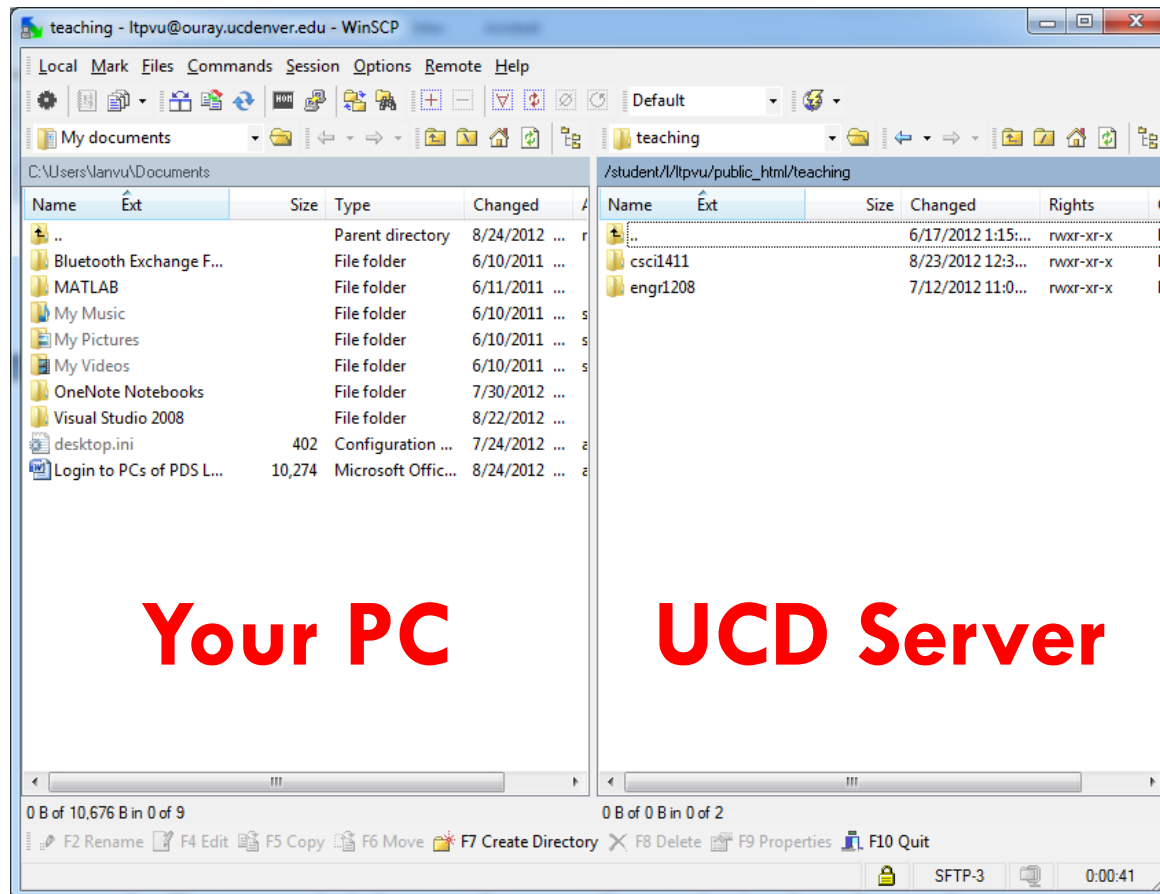 teaching - ltpvu@ouray.ucdenver.edu - WinSCP
Local Mark Files Commands Session Options Remote Help
Default
My documents teaching
C:\Users\lanvu\Documents /student/l/ltpvu/public_html/teaching
Name Ext Size Type Changed Name Ext Size Changed Rights
.. Parent directory 8/24/2012 ... r .. 6/17/2012 1:15:... rwxr-xr-x
Bluetooth Exchange F... File folder 6/10/2011 ... csci1411 8/23/2012 12:3... rwxr-xr-x
MATLAB File folder 6/11/2011 ... engr1208 7/12/2012 11:0... rwxr-xr-x
My Music File folder 6/10/2011 ... s
My Pictures File folder 6/10/2011 ... s
My Videos File folder 6/10/2011 ... s
OneNote Notebooks File folder 7/30/2012 ...
Visual Studio 2008 File folder 8/22/2012 ...
desktop.ini 402 Configuration ... 7/24/2012 ... a
Login to PCs of PDS L... 10,274 Microsoft Offic... 8/24/2012 ... a
Your PC UCD Server
0 B of 10,676 B in 0 of 9 0 B of 0 B in 0 of 2
F2 Rename F4 Edit F5 Copy F6 Move F7 Create Directory F8 Delete F9 Properties F10 Quit
SFTP-3 0:00:41